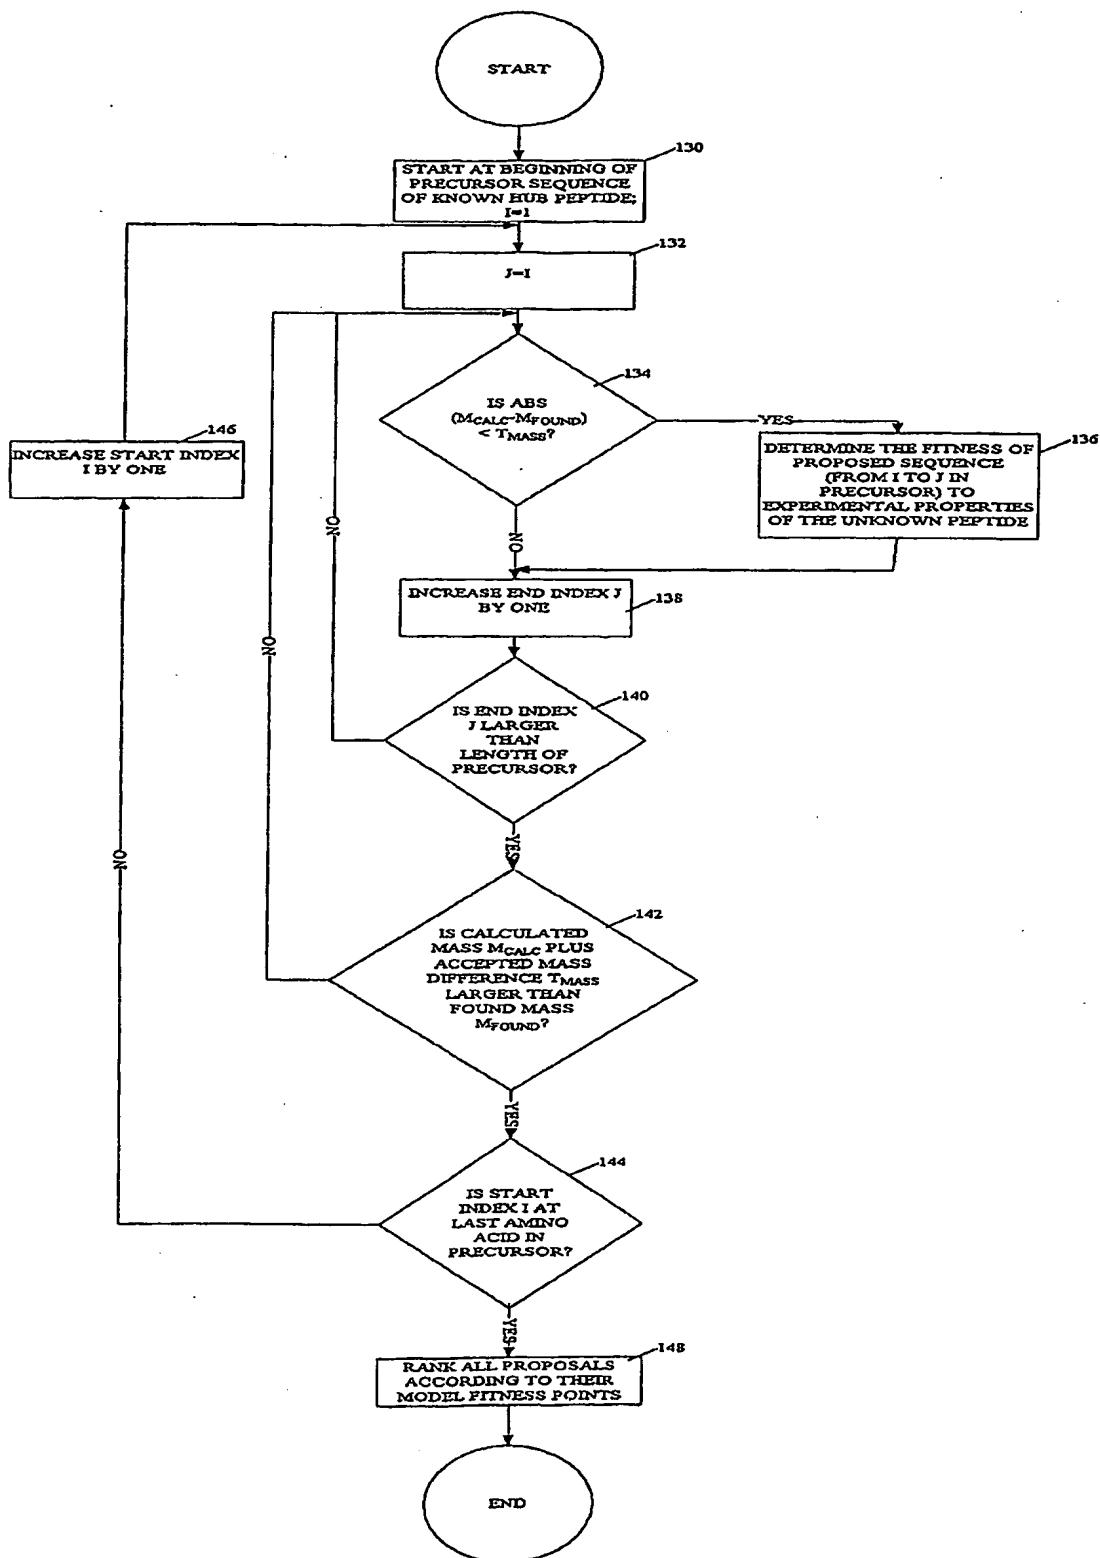 START
130
START AT BEGINNING OF
PRECURSOR SEQUENCE
OF KNOWN HUB PEPTIDE;
I=1
132
J=I
134
IS ABS
(MCALC-MFOUND)
< TMASS?
YES
136
DETERMINE THE FITNESS OF
PROPOSED SEQUENCE
(FROM I TO J IN
PRECURSOR) TO
EXPERIMENTAL PROPERTIES
OF THE UNKNOWN PEPTIDE
146
INCREASE START INDEX
I BY ONE
NO
NO
138
INCREASE END INDEX J
BY ONE
NO
140
IS END INDEX
J LARGER
THAN
LENGTH OF
PRECURSOR?
YES
NO
142
IS CALCULATED
MASS MCALC PLUS
ACCEPTED MASS
DIFFERENCE TMASS
LARGER THAN
FOUND MASS
MFOUND?
YES
144
IS START
INDEX I AT
LAST AMINO
ACID IN
PRECURSOR?
YES
148
RANK ALL PROPOSALS
ACCORDING TO THEIR
MODEL FITNESS POINTS
END